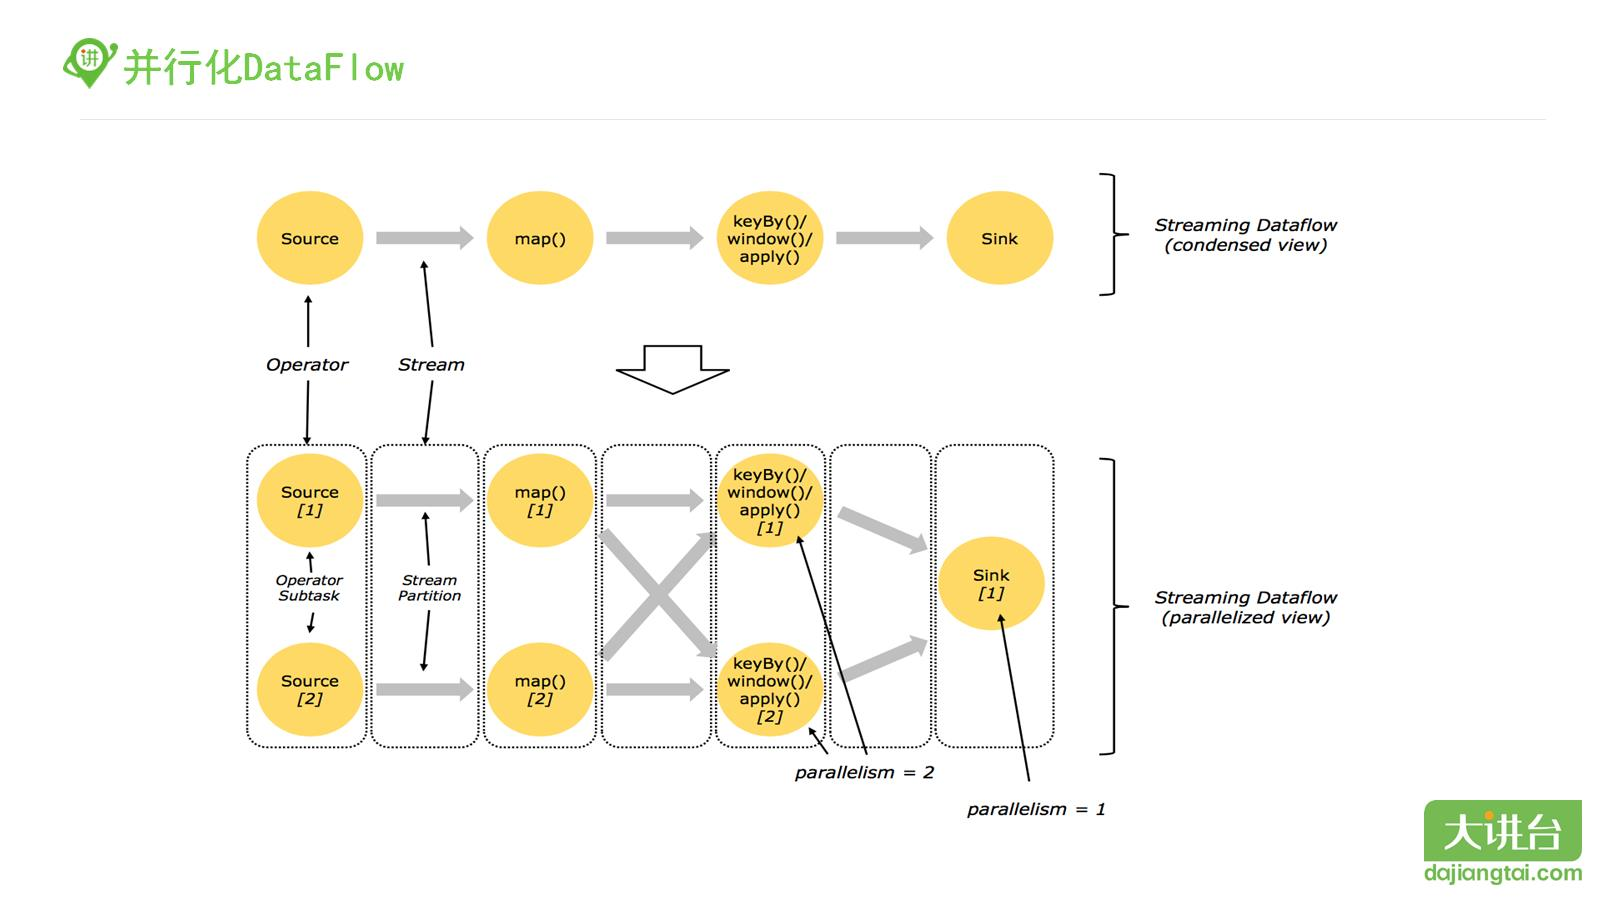 讲
并行化DataFlow
Source
map()
keyBy()/
window()/
apply()
Sink
Streaming Dataflow
(condensed view)
Operator
Stream
Source
[1]
map()
[1]
keyBy()/
window()/
apply()
[1]
Operator
Subtask
Stream
Partition
Sink
[1]
Streaming Dataflow
(parallelized view)
Source
[2]
map()
[2]
keyBy()/
window()/
apply()
[2]
parallelism = 2
parallelism = 1
大讲台
dajiangtai.com